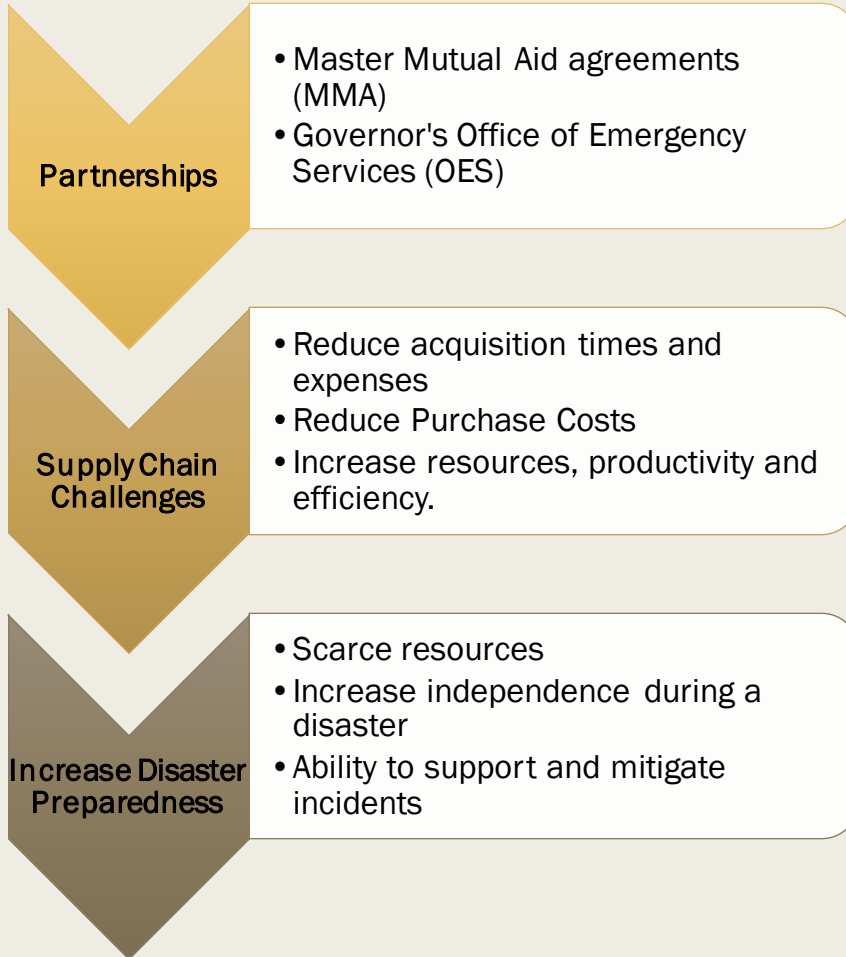 Partnerships
• Master Mutual Aid agreements
(MMA)
• Governor's Office of Emergency
Services (OES)
Supply Chain
Challenges
• Reduce acquisition times and
expenses
• Reduce Purchase Costs
• Increase resources, productivity and
efficiency.
Increase Disaster
Preparedness
• Scarce resources
• Increase independence during a
disaster
• Ability to support and mitigate
incidents